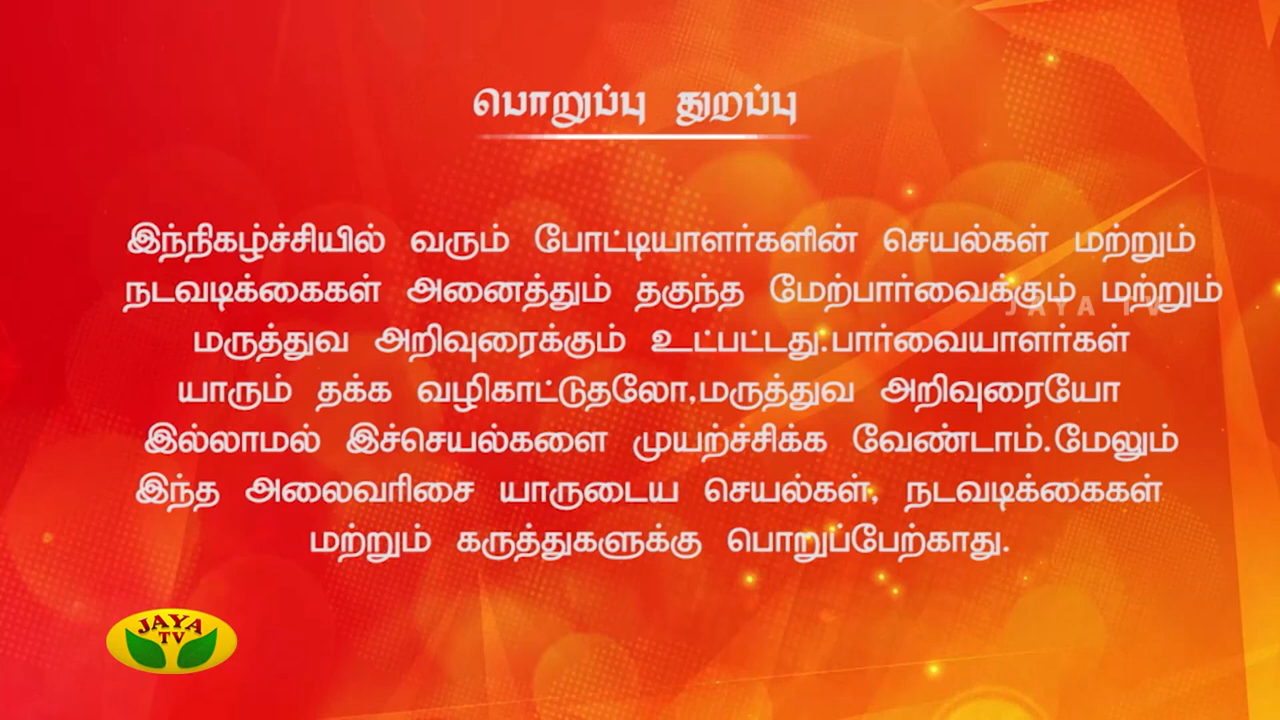 பொறுப்பு துறப்பு
இந்நிகழ்ச்சியில் வரும் போட்டியாளர்களின் செயல்கள் மற்றும்
நடவடிக்கைகள் அனைத்தும் தகுந்த மேற்பார்வைக்கும் மற்றும்
JAYA TV
மருத்துவ அறிவுரைக்கும் உட்பட்டது.பார்வையாளர்கள்
யாரும் தக்க வழிகாட்டுதலோ,மருத்துவ அறிவுரையோ
இல்லாமல் இச்செயல்களை முயற்ச்சிக்க வேண்டாம்.மேலும்
இந்த அலைவரிசை யாருடைய செயல்கள், நடவடிக்கைகள்
மற்றும் கருத்துகளுக்கு பொறுப்பேற்காது.
JAYA
TV